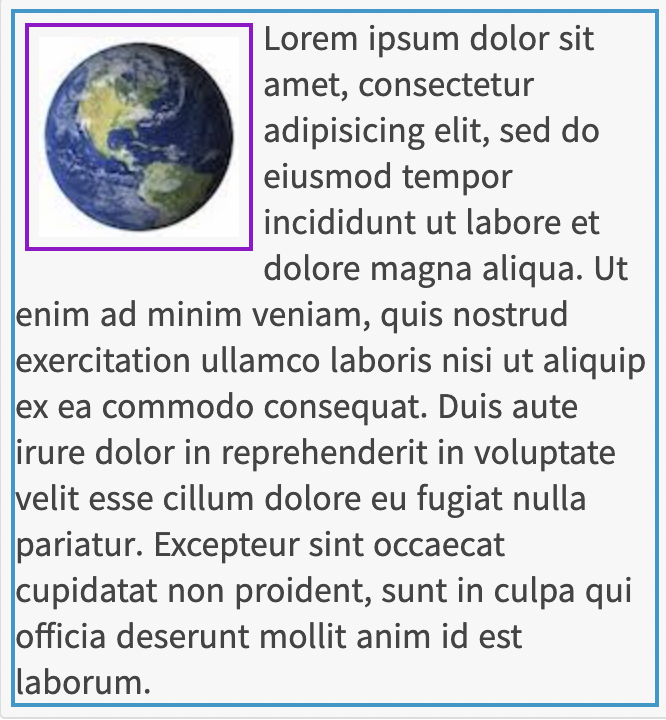 Lorem ipsum dolor sit
amet, consectetur
adipisicing elit, sed do
eiusmod tempor
incididunt ut labore et
dolore magna aliqua. Ut
enim ad minim veniam, quis nostrud
exercitation ullamco laboris nisi ut aliquip
ex ea commodo consequat. Duis aute
irure dolor in reprehenderit in voluptate
velit esse cillum dolore eu fugiat nulla
pariatur. Excepteur sint occaecat
cupidatat non proident, sunt in culpa qui
officia deserunt mollit anim id est
laborum.